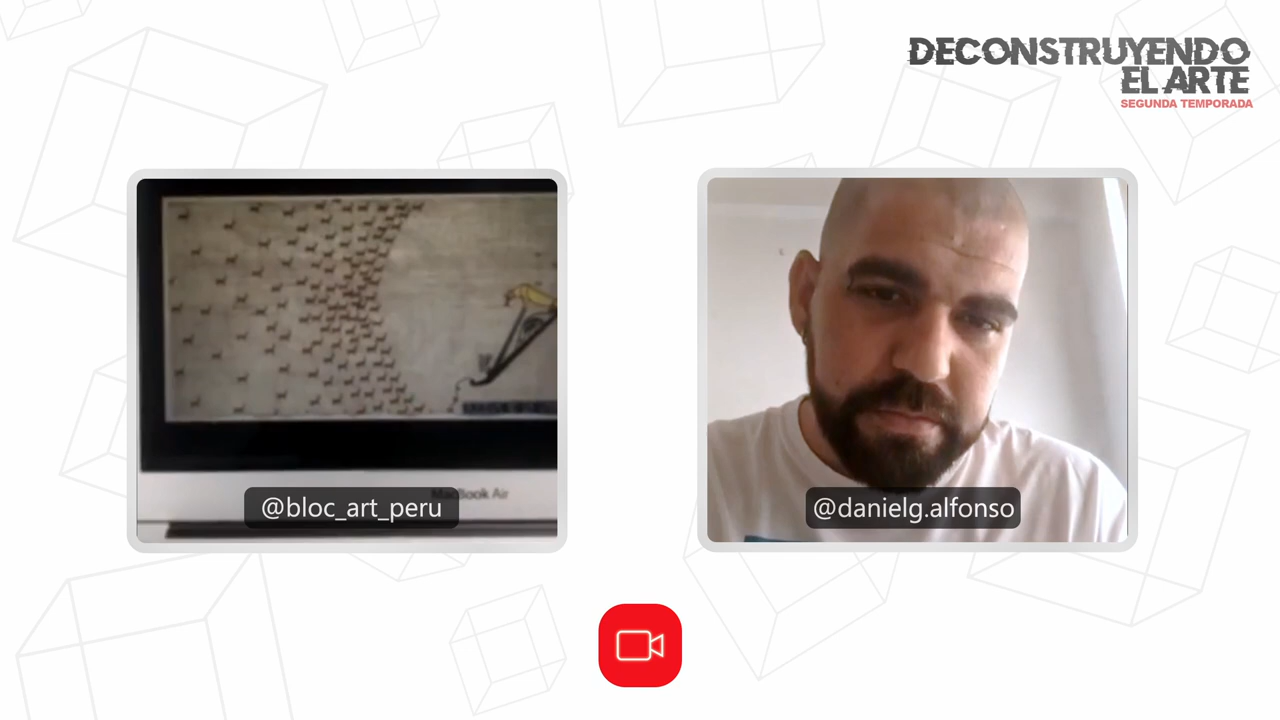 DECONSTRUYENDO
EL ARTE
SEGUNDA TEMPORADA
MacBook Air
@bloc_art_peru
@danielg.alfonso